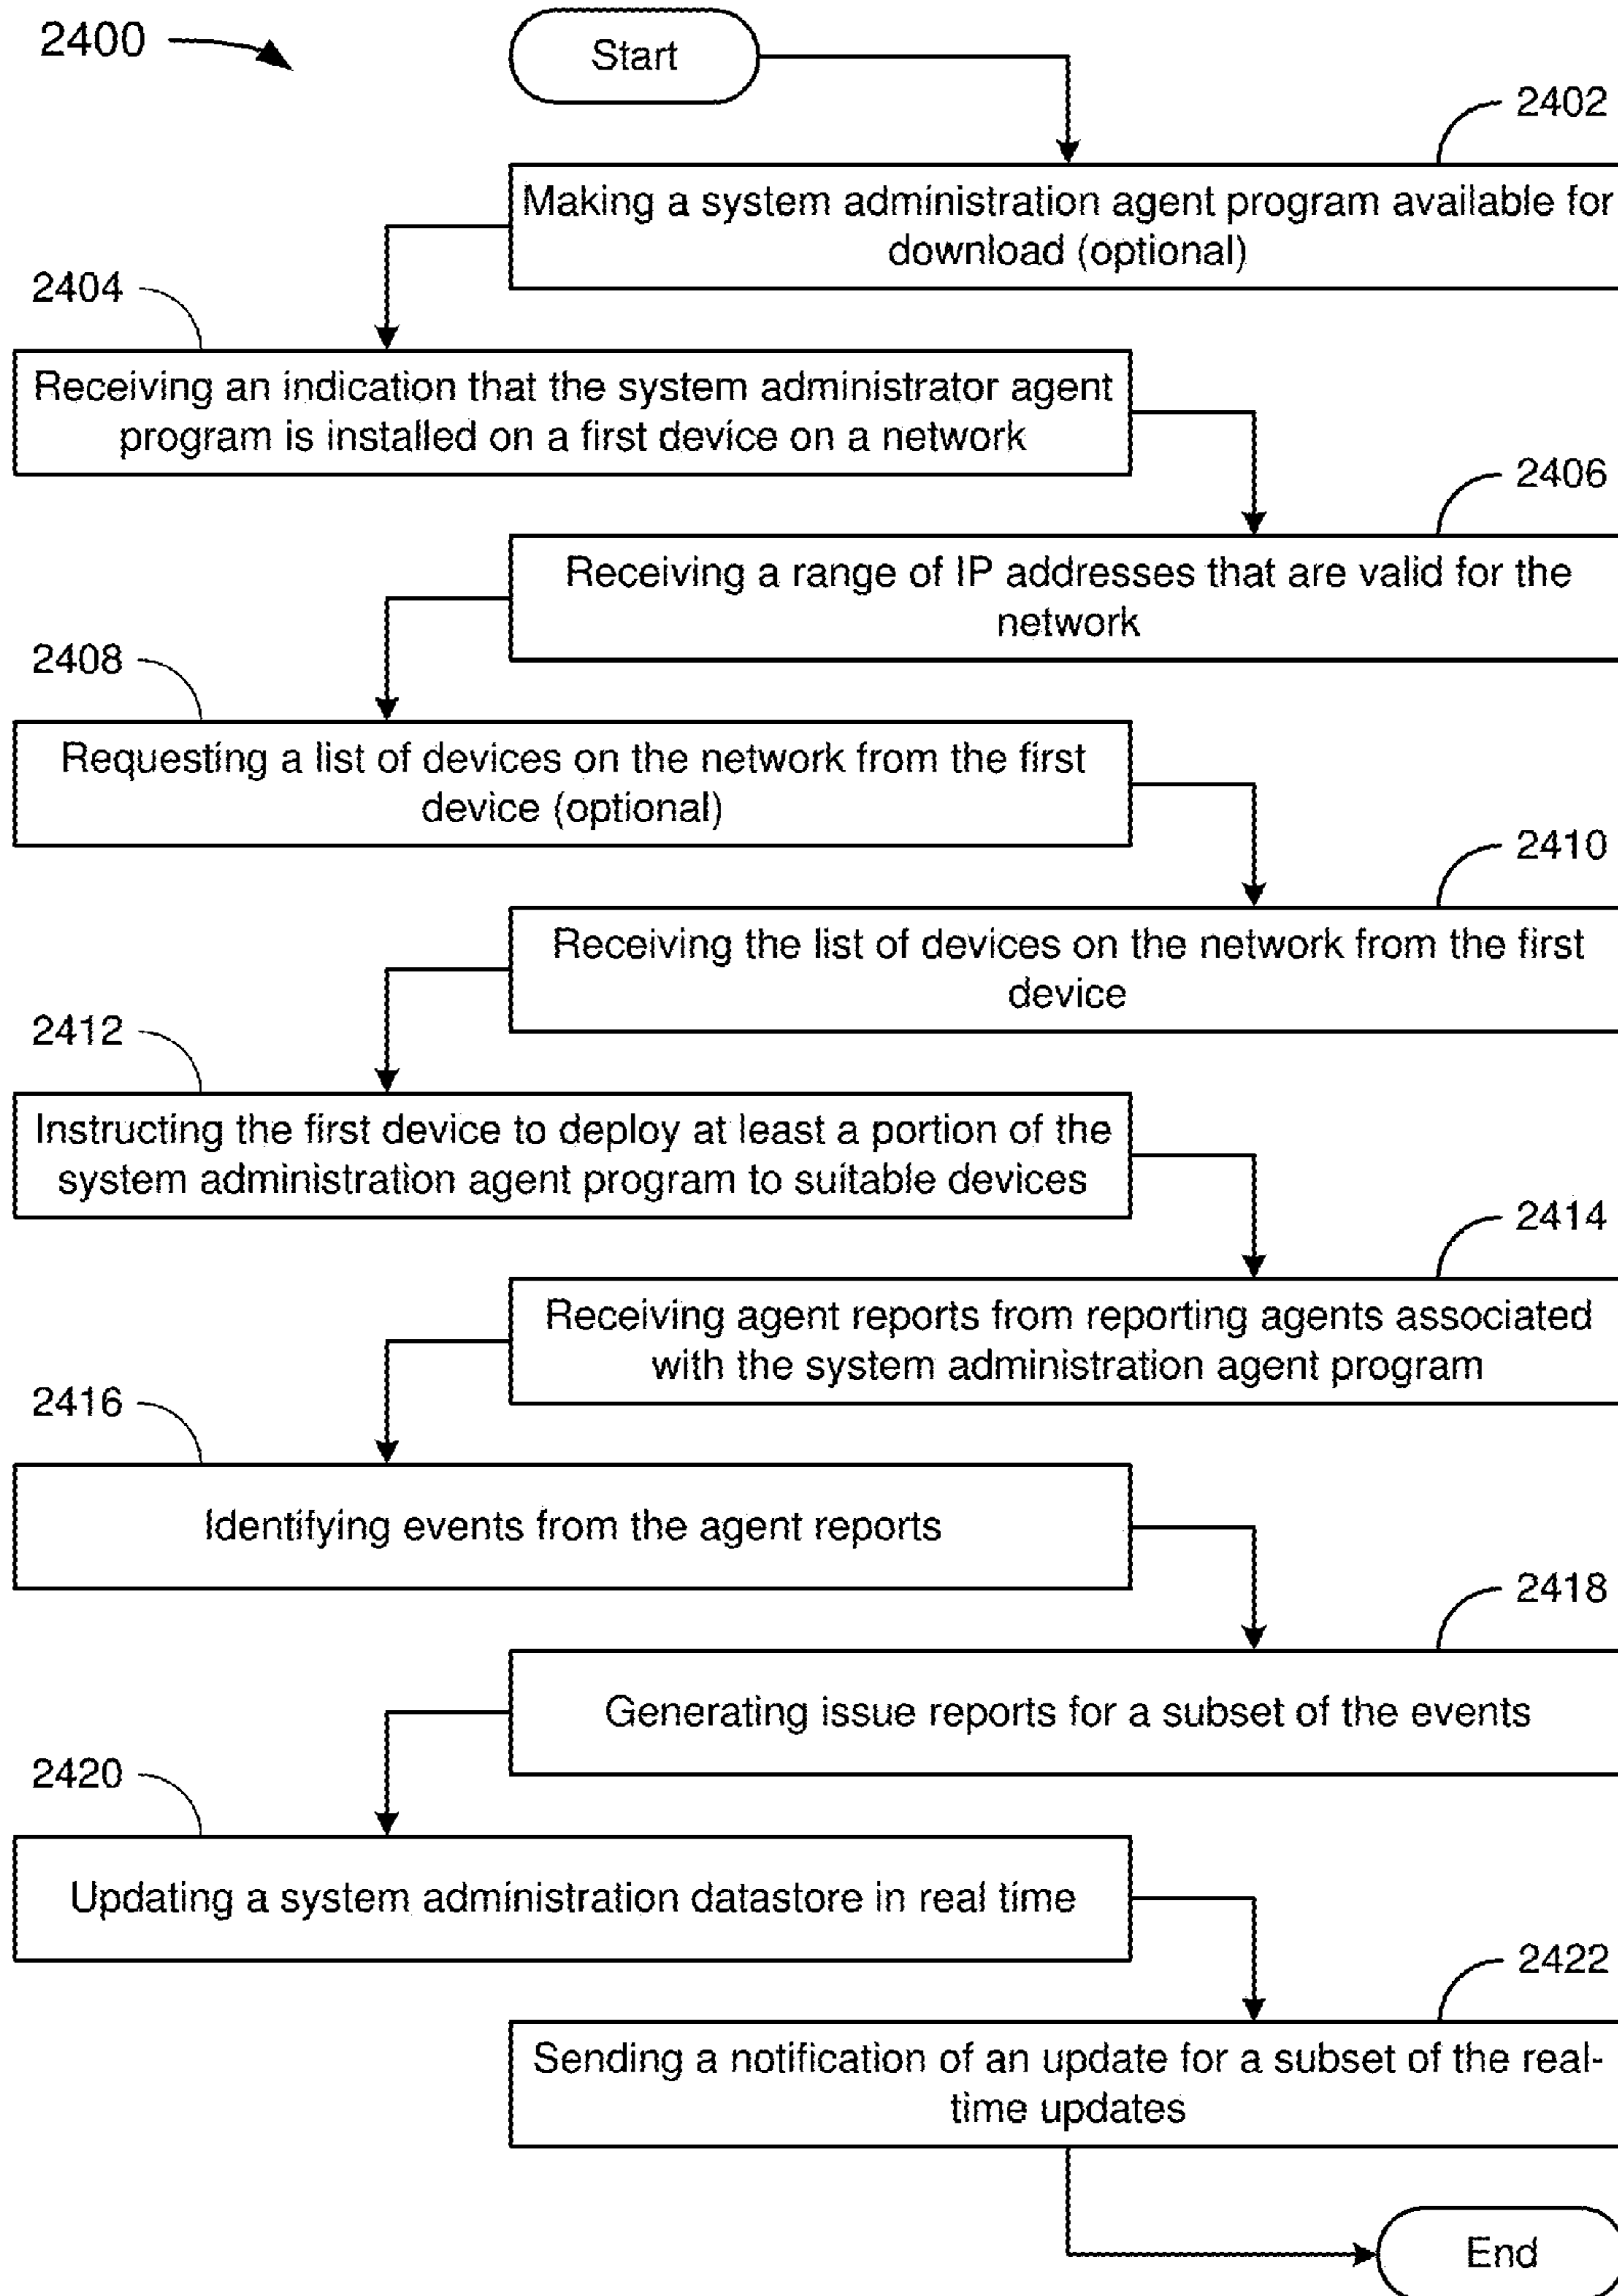 2400
Start
2402
Making a system administration agent program available for
download (optional)
2404
Receiving an indication that the system administrator agent
program is installed on a first device on a network
2406
Receiving a range of IP addresses that are valid for the
network
2408
Requesting a list of devices on the network from the first
device (optional)
2410
Receiving the list of devices on the network from the first
device
2412
Instructing the first device to deploy at least a portion of the
system administration agent program to suitable devices
2414
Receiving agent reports from reporting agents associated
with the system administration agent program
2416
Identifying events from the agent reports
2418
Generating issue reports for a subset of the events
2420
Updating a system administration datastore in real time
2422
Sending a notification of an update for a subset of the real-
time updates
End